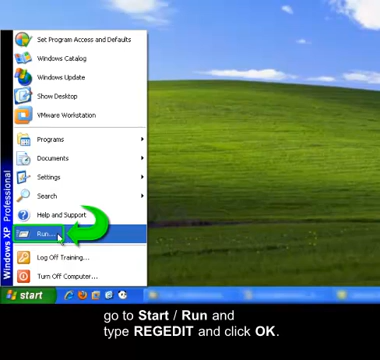 Set Program Access and Defaults
Windows Catalog
Windows Update
Show Desktop
VMware Workstation
Programs
Documents
Settings
Search
Help and Support
Run...
Log Off Training...
Turn Off Computer...
Windows XP Professional
start
go to Start / Run and
type REGEDIT and click OK.